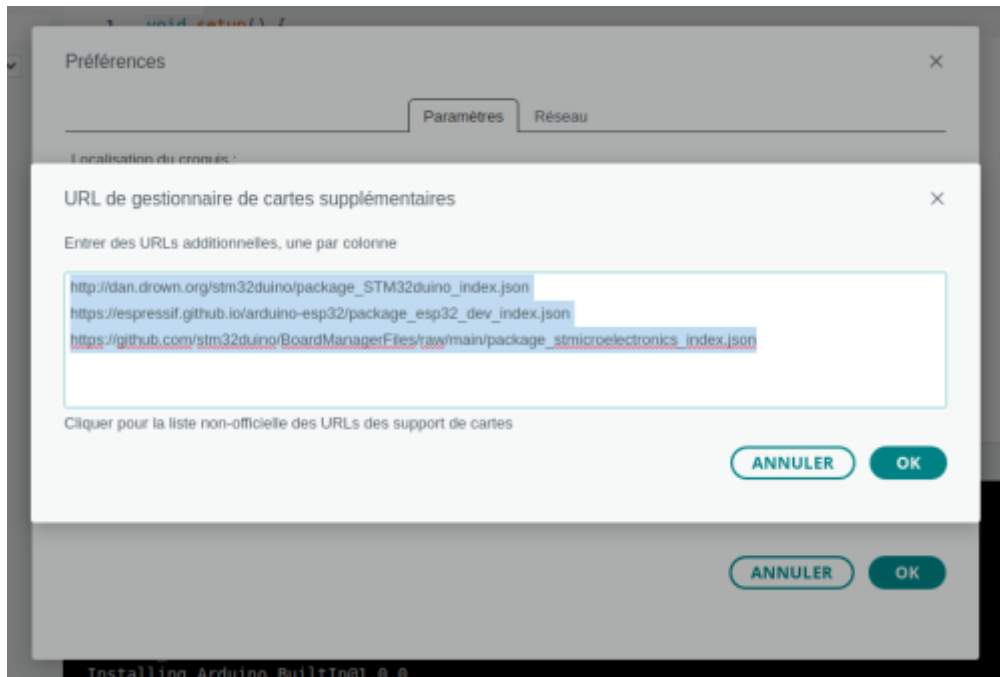 1 void setup() {
Préférences
Paramètres Réseau
Localisation du croquis :
URL de gestionnaire de cartes supplémentaires
Entrer des URLs additionnelles, une par colonne
http://dan.drown.org/stm32duino/package_STM32duino_index.json
https://espressif.github.io/arduino-esp32/package_esp32_dev_index.json
https://github.com/stm32duino/BoardManagerFiles/raw/main/package_stmicroelectronics_index.json
Cliquer pour la liste non-officielle des URLs des support de cartes
ANNULER OK
ANNULER OK
Installing Arduino_BuiltIn@1.0.0